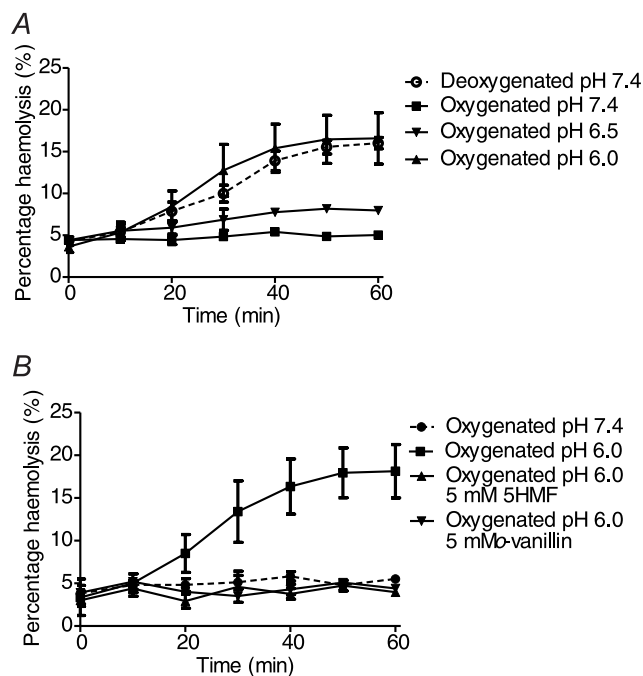 A
Percentage haemolysis (%)
25
20
15
10
5
0
0
20
40
60
Time (min)
Deoxygenated pH 7.4
Oxygenated pH 7.4
Oxygenated pH 6.5
Oxygenated pH 6.0
B
Percentage haemolysis (%)
25
20
15
10
5
0
0
20
40
60
Time (min)
Oxygenated pH 7.4
Oxygenated pH 6.0
Oxygenated pH 6.0
5 mM 5HMF
Oxygenated pH 6.0
5 mMo-vanillin